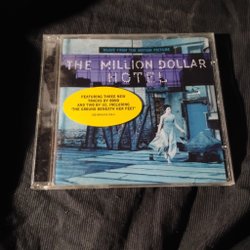 MUSIC FROM THE MOTION PICTURE
THE MILLION DOLLAR
HOTEL
FEATURING THREE NEW
TRACKS BY BONO
AND TWO BY U2, INCLUDING
"THE GROUND BENEATH HER FEET"